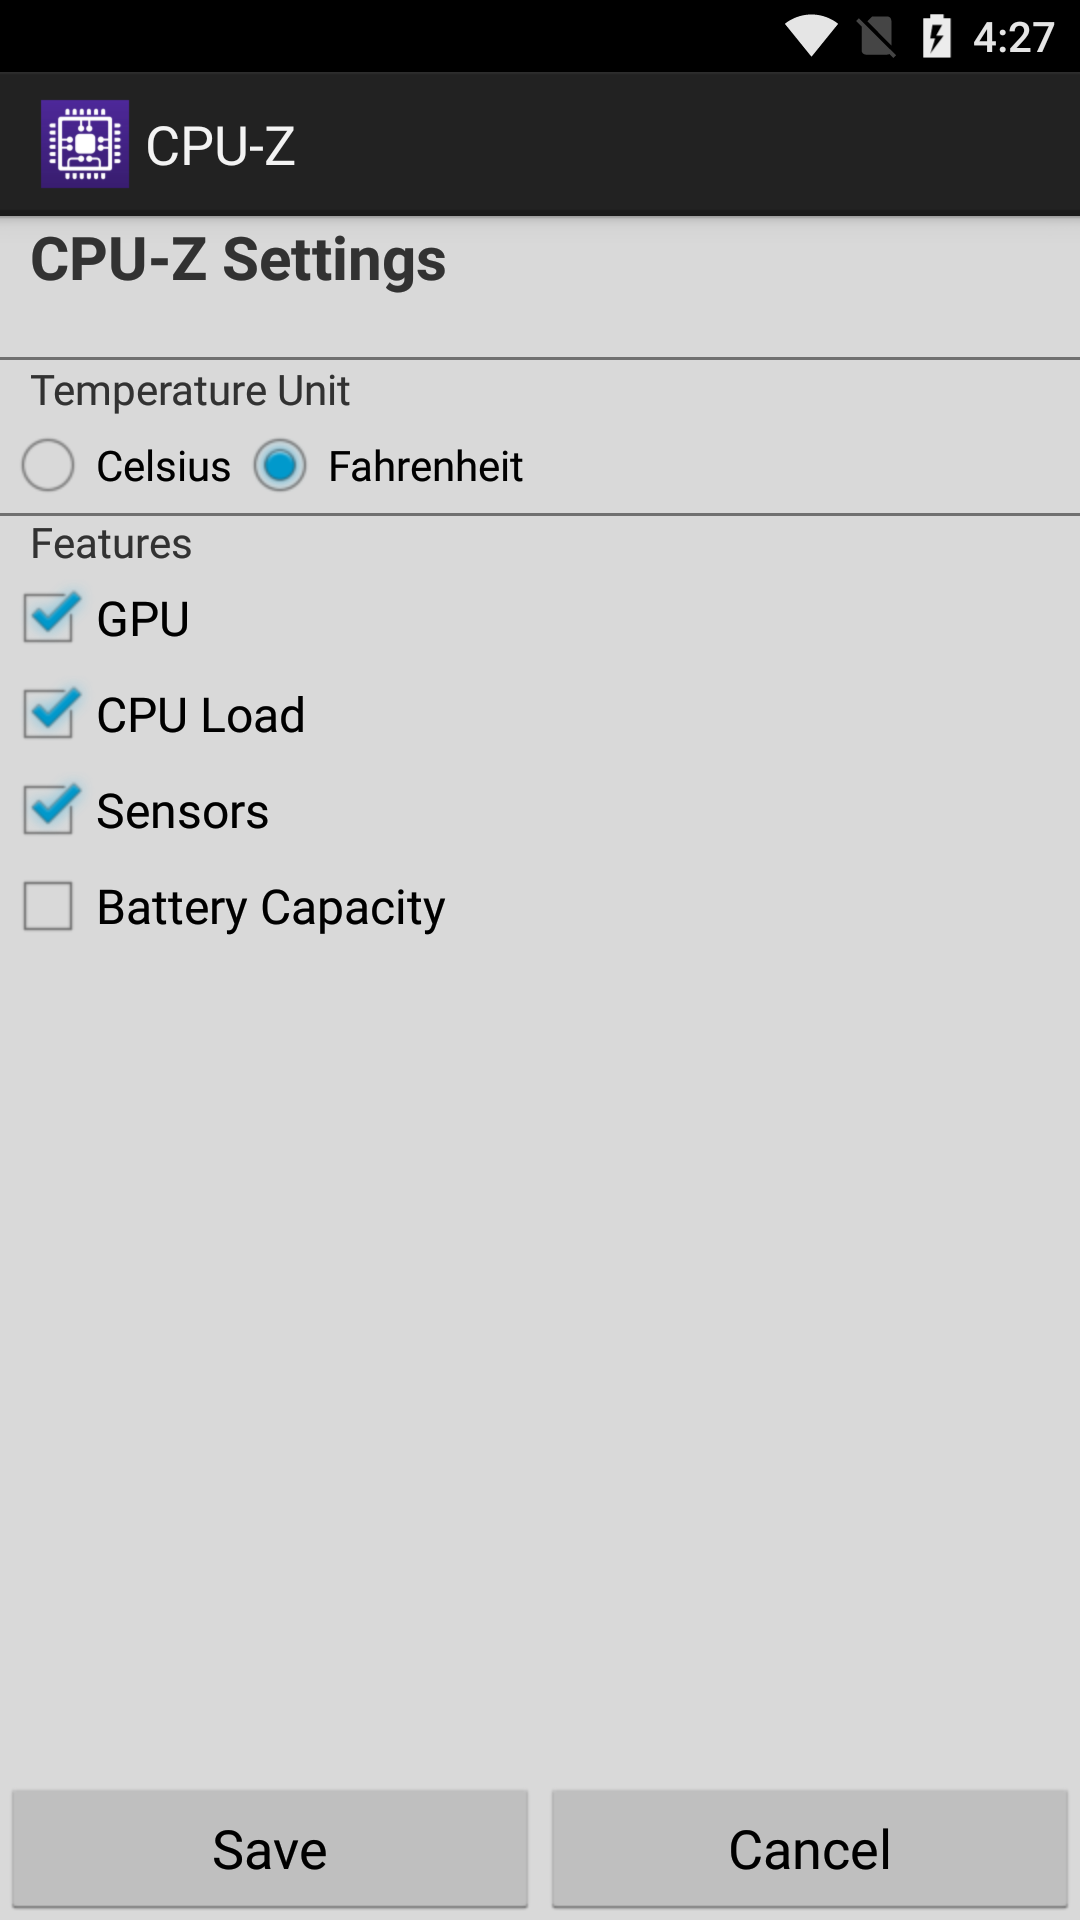 4:27
CPU-Z
CPU-Z Settings
Temperature Unit
Celsius Fahrenheit
Features
GPU
CPU Load
Sensors
Battery Capacity
Save Cancel